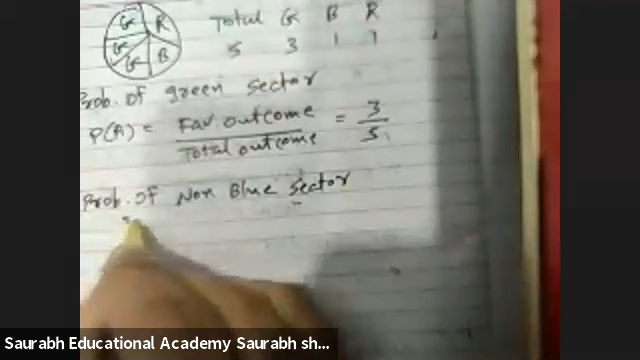 G R Total G B R
G G B 5 3 1 1
Prob. of green sector
P(A) = Fav. outcome / Total outcome = 3/5
Prob. of Non Blue sector
Saurabh Educational Academy Saurabh sh...